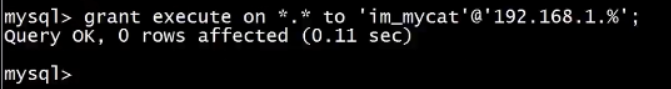 mysql> grant execute on *.* to 'im_mycat'@'192.168.1.%';
Query OK, 0 rows affected (0.11 sec)
mysql>